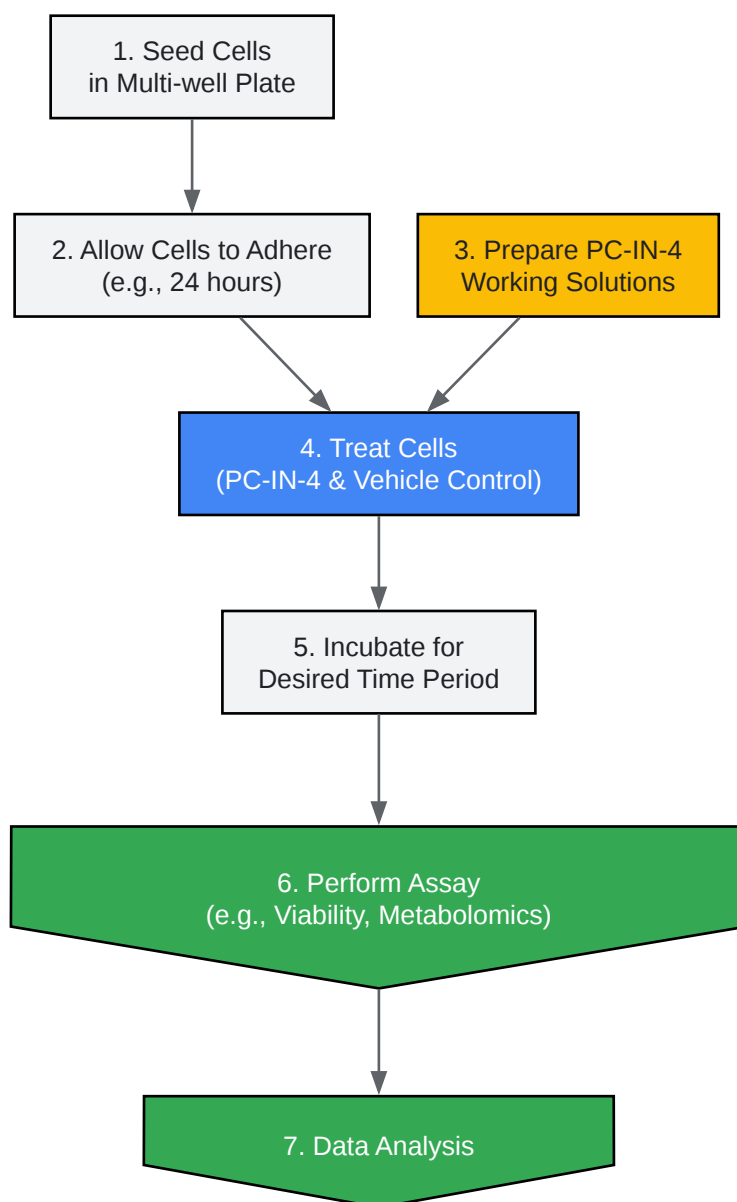 1. Seed Cells
in Multi-well Plate
2. Allow Cells to Adhere
(e.g., 24 hours)
3. Prepare PC-IN-4
Working Solutions
4. Treat Cells
(PC-IN-4 & Vehicle Control)
5. Incubate for
Desired Time Period
6. Perform Assay
(e.g., Viability, Metabolomics)
7. Data Analysis